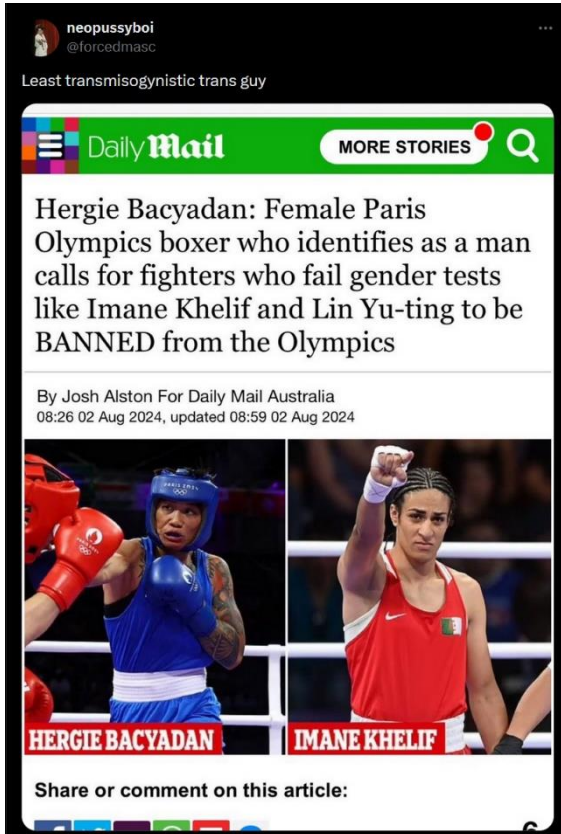 neopussyboi
@forcedmasc
Least transmisogynistic trans guy
Daily Mail
MORE STORIES
Hergie Bacyadan: Female Paris
Olympics boxer who identifies as a man
calls for fighters who fail gender tests
like Imane Khelif and Lin Yu-ting to be
BANNED from the Olympics
By Josh Alston For Daily Mail Australia
08:26 02 Aug 2024, updated 08:59 02 Aug 2024
PARIS 2024
HERGIE BACYADAN
IMANE KHELIF
Share or comment on this article: